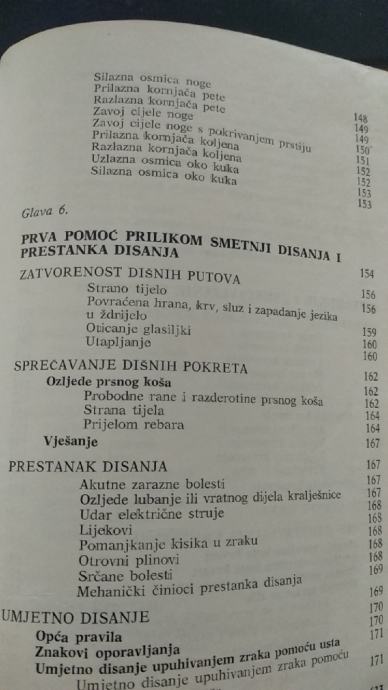 Silazna osmica noge
Prilazna kornjača pete
Razlazna kornjača pete 148
Zavoj cijele noge 149
Zavoj cijele noge s pokrivanjem prstiju 149
Prilazna kornjača koljena 150
Razlazna kornjača koljena 151
Uzlazna osmica oko kuka 152
Silazna osmica oko kuka 152
153
153
Glava 6.
PRVA POMOĆ PRILIKOM SMETNJI DISANJA I
PRESTANKA DISANJA 154
ZATVORENOST DIŠNIH PUTOVA 156
Strano tijelo 156
Povraćena hrana, krv, sluz i zapadanje jezika
u ždrijelo 159
Oticanje glasiljki 160
Utapljanje 160
SPREČAVANJE DIŠNIH POKRETA 162
Ozljede prsnog koša 162
Probodne rane i razderotine prsnog koša 162
Strana tijela 164
Prijelom rebara 164
Vješanje 167
PRESTANAK DISANJA 167
Akutne zarazne bolesti 167
Ozljede lubanje ili vratnog dijela kralješnice 167
Udar električne struje 168
Lijekovi 168
Pomanjkanje kisika u zraku 168
Otrovni plinovi 168
Srčane bolesti 169
Mehanički činioci prestanka disanja 169
UMJETNO DISANJE 170
Opća pravila 170
Znakovi oporavljanja 171
Umjetno disanje upuhivanjem zraka pomoću usta 171
Umjetno disanje upuhivanjem zraka pomoću